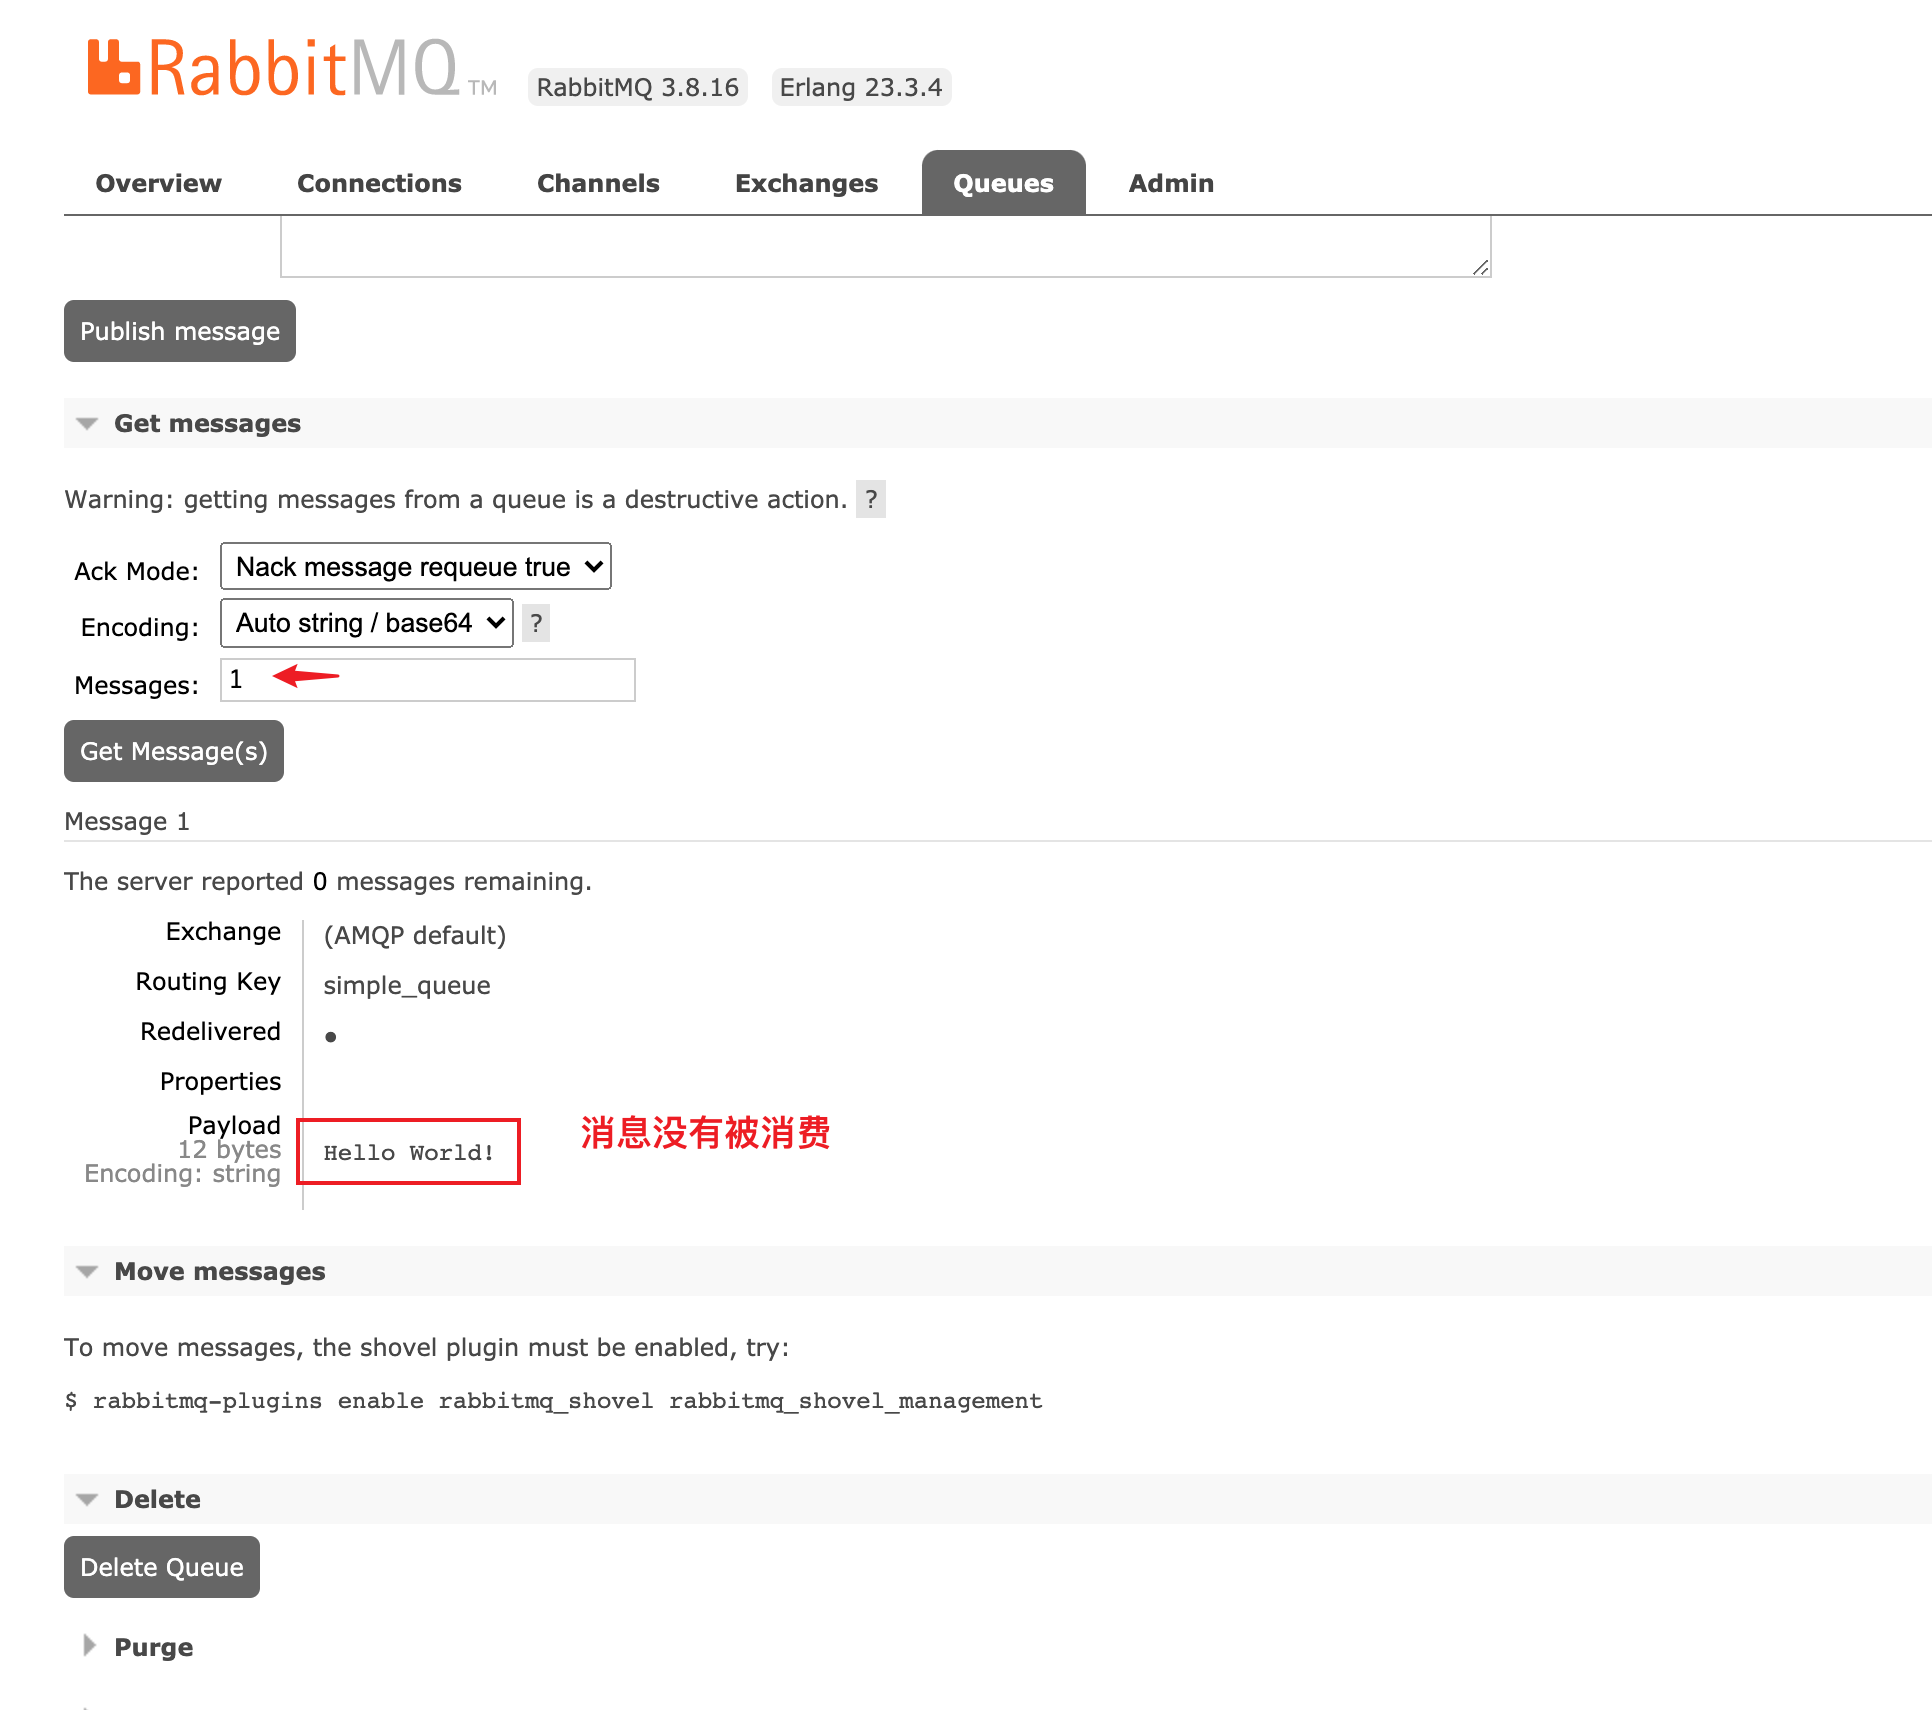 RabbitMQ TM RabbitMQ 3.8.16 Erlang 23.3.4
Overview Connections Channels Exchanges Queues Admin
Publish message
Get messages
Warning: getting messages from a queue is a destructive action. ?
Ack Mode: Nack message requeue true
Encoding: Auto string / base64 ?
Messages: 1
Get Message(s)
Message 1
The server reported 0 messages remaining.
Exchange (AMQP default)
Routing Key simple_queue
Redelivered ●
Properties
Payload
12 bytes
Encoding: string
Hello World!
消息没有被消费
Move messages
To move messages, the shovel plugin must be enabled, try:
$ rabbitmq-plugins enable rabbitmq_shovel rabbitmq_shovel_management
Delete
Delete Queue
Purge